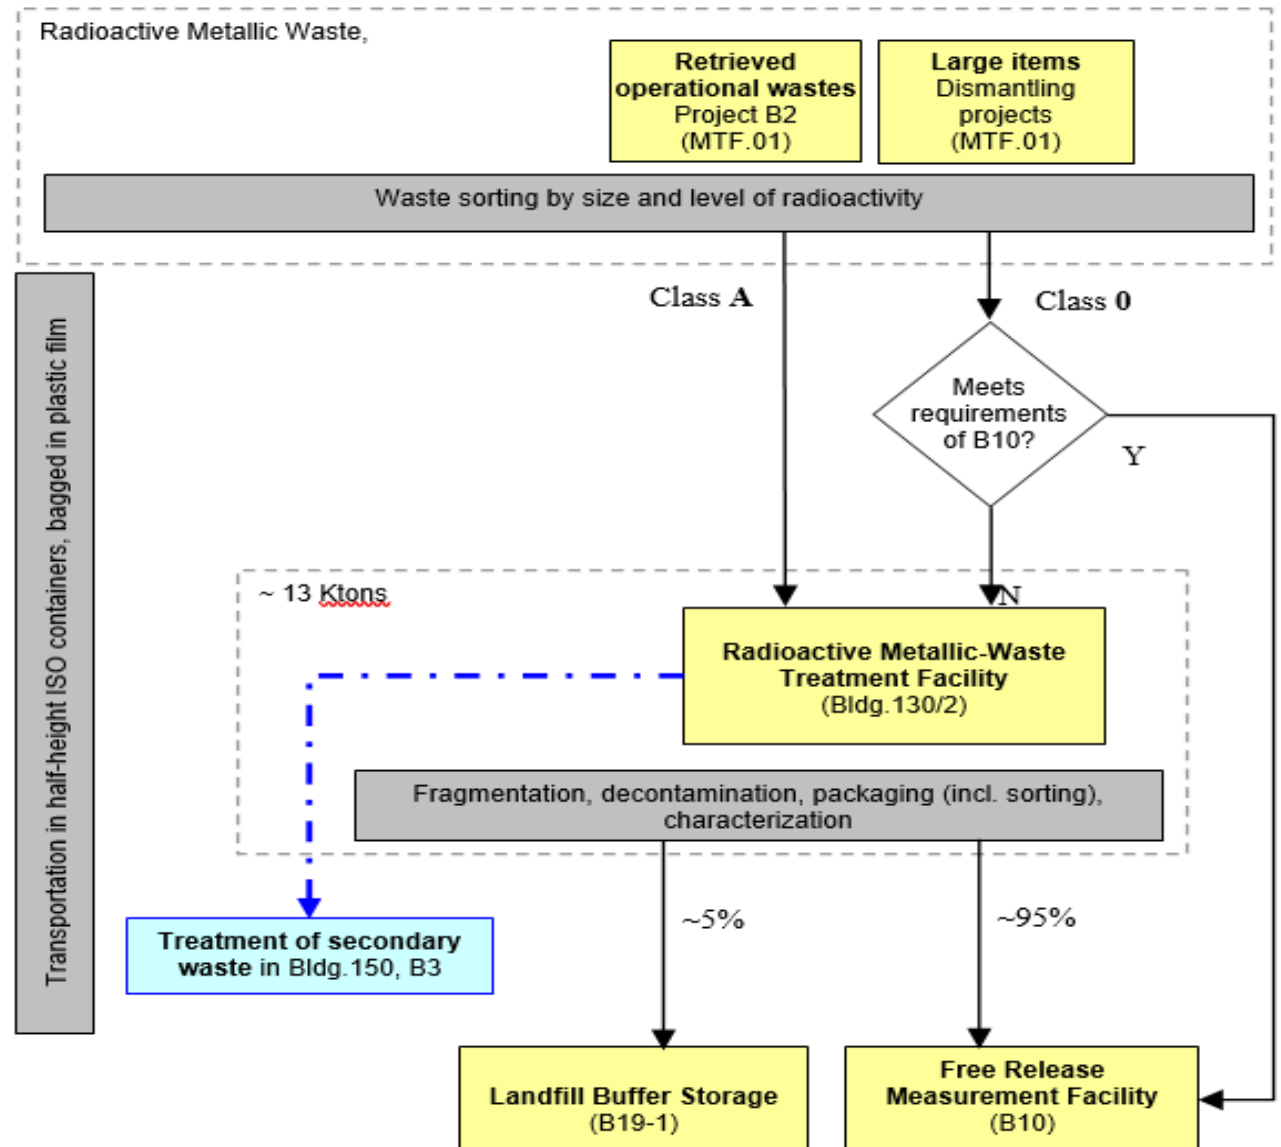 Radioactive Metallic Waste,
Retrieved
operational wastes
Project B2
(MTF.01)
Large items
Dismantling
projects
(MTF.01)
Waste sorting by size and level of radioactivity
Transportation in half-height ISO containers, bagged in plastic film
Class A
Class 0
Meets
requirements
of B10?
Y
N
~ 13 Ktons
Radioactive Metallic-Waste
Treatment Facility
(Bldg.130/2)
Fragmentation, decontamination, packaging (incl. sorting),
characterization
~5%
~95%
Treatment of secondary
waste in Bldg.150, B3
Landfill Buffer Storage
(B19-1)
Free Release
Measurement Facility
(B10)